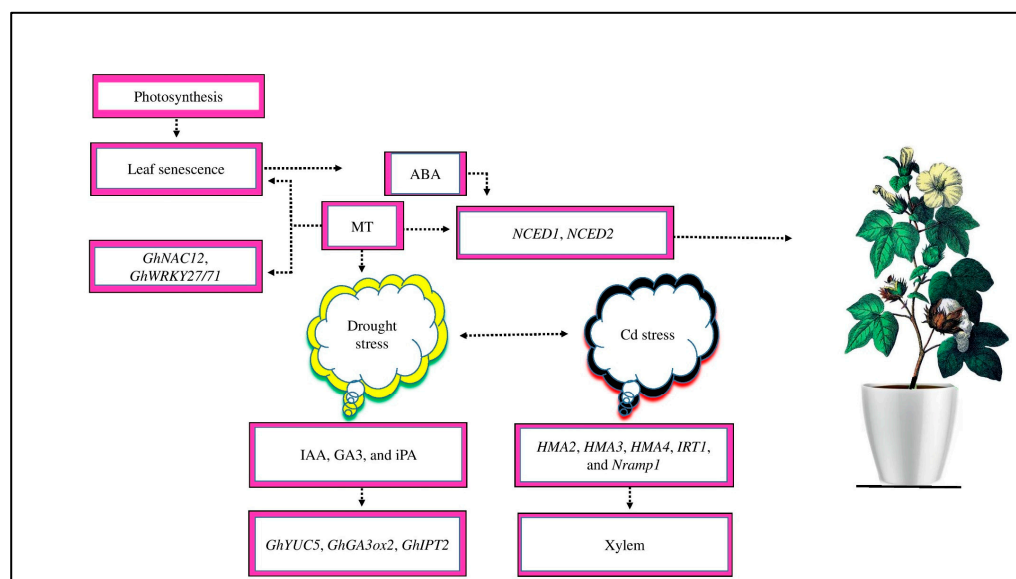 Photosynthesis
Leaf senescence
ABA
MT
NCED1, NCED2
GhNAC12,
GhWRKY27/71
Drought
stress
Cd stress
IAA, GA3, and iPA
HMA2, HMA3, HMA4, IRT1,
and Nramp1
GhYUC5, GhGA3ox2, GhIPT2
Xylem